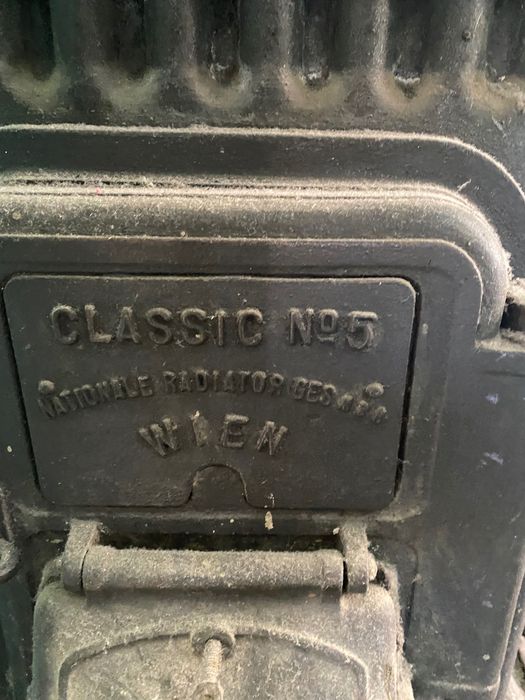 CLASSIC No5
NATIONALE RADIATOR GES.m.b.H
WIEN